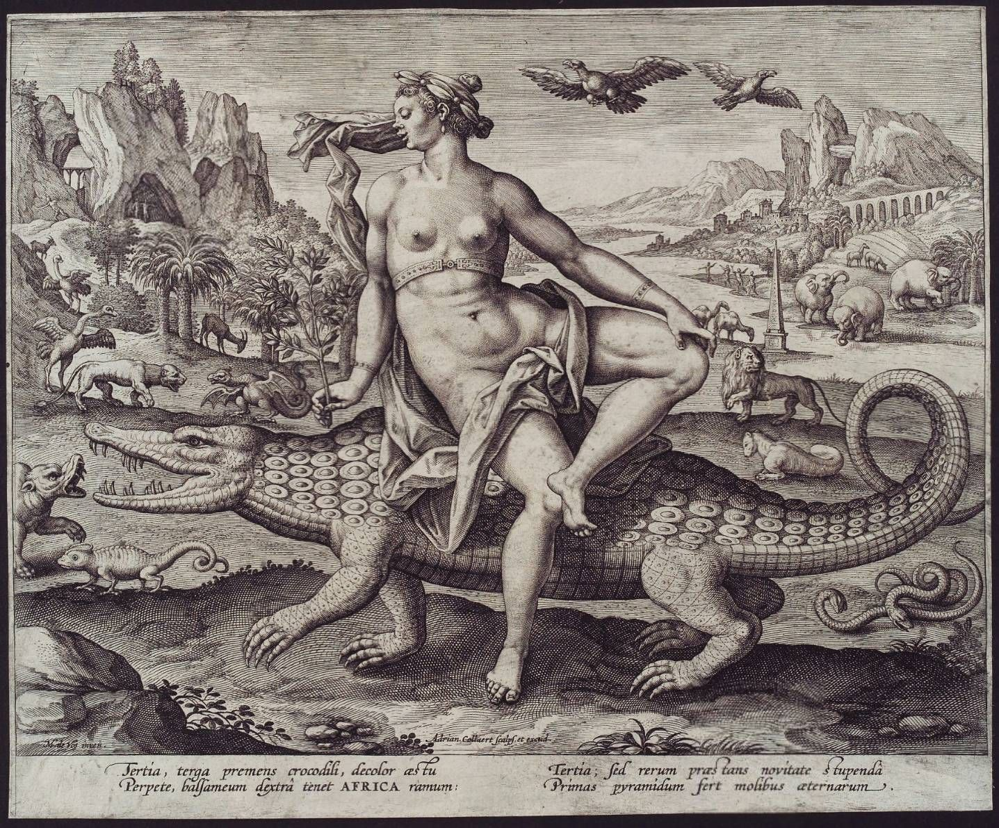 M. de Vos inven.
Adrian. Collaert sculps. et excud.
Tertia, terga premens crocodili, decolor æstu
Perpete, balsameum dextrâ tenet AFRICA ramum:
Tertia; sed rerum præstans novitate stupendâ
Primas pyramidum fert molibus æternarum.